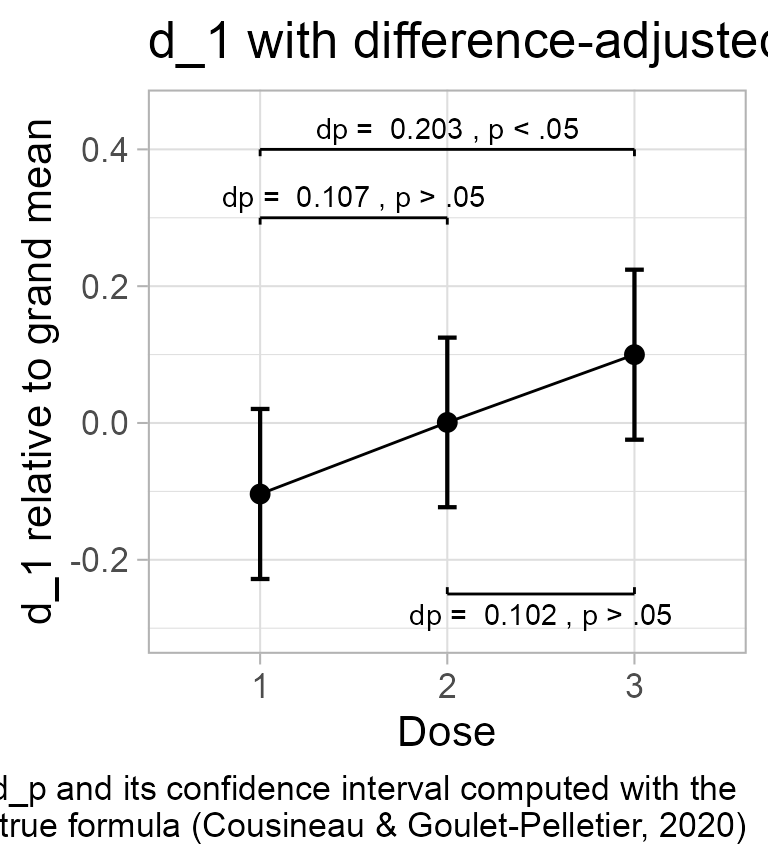 d_1 with difference-adjusted
dp = 0.203 , p < .05
dp = 0.107 , p > .05
dp = 0.102 , p > .05
d_1 relative to grand mean
0.4
0.2
0.0
-0.2
1 2 3
Dose
d_p and its confidence interval computed with the
true formula (Cousineau & Goulet-Pelletier, 2020)